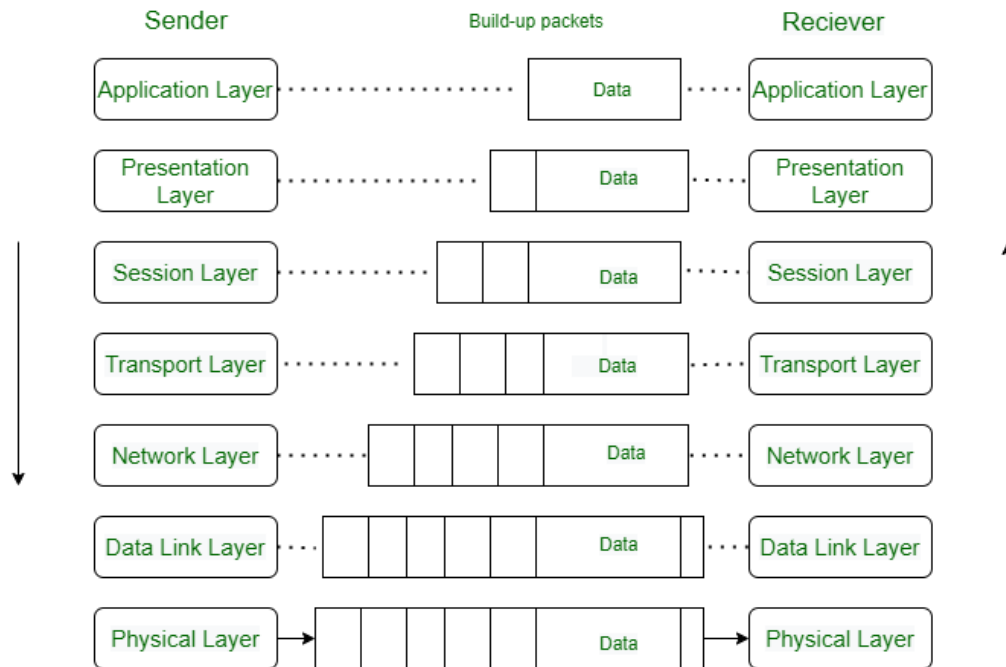 Sender
Build-up packets
Reciever
Application Layer
Data
Application Layer
Presentation
Layer
Data
Presentation
Layer
Session Layer
Data
Session Layer
Transport Layer
Data
Transport Layer
Network Layer
Data
Network Layer
Data Link Layer
Data
Data Link Layer
Physical Layer
Data
Physical Layer